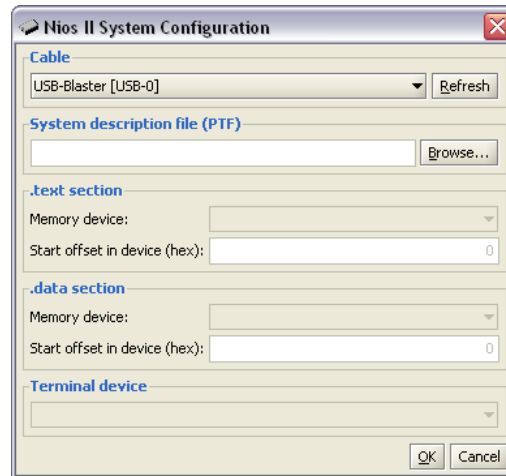 Nios II System Configuration
Cable
USB-Blaster [USB-0] Refresh
System description file (PTF)
Browse...
.text section
Memory device:
Start offset in device (hex): 0
.data section
Memory device:
Start offset in device (hex): 0
Terminal device
OK Cancel